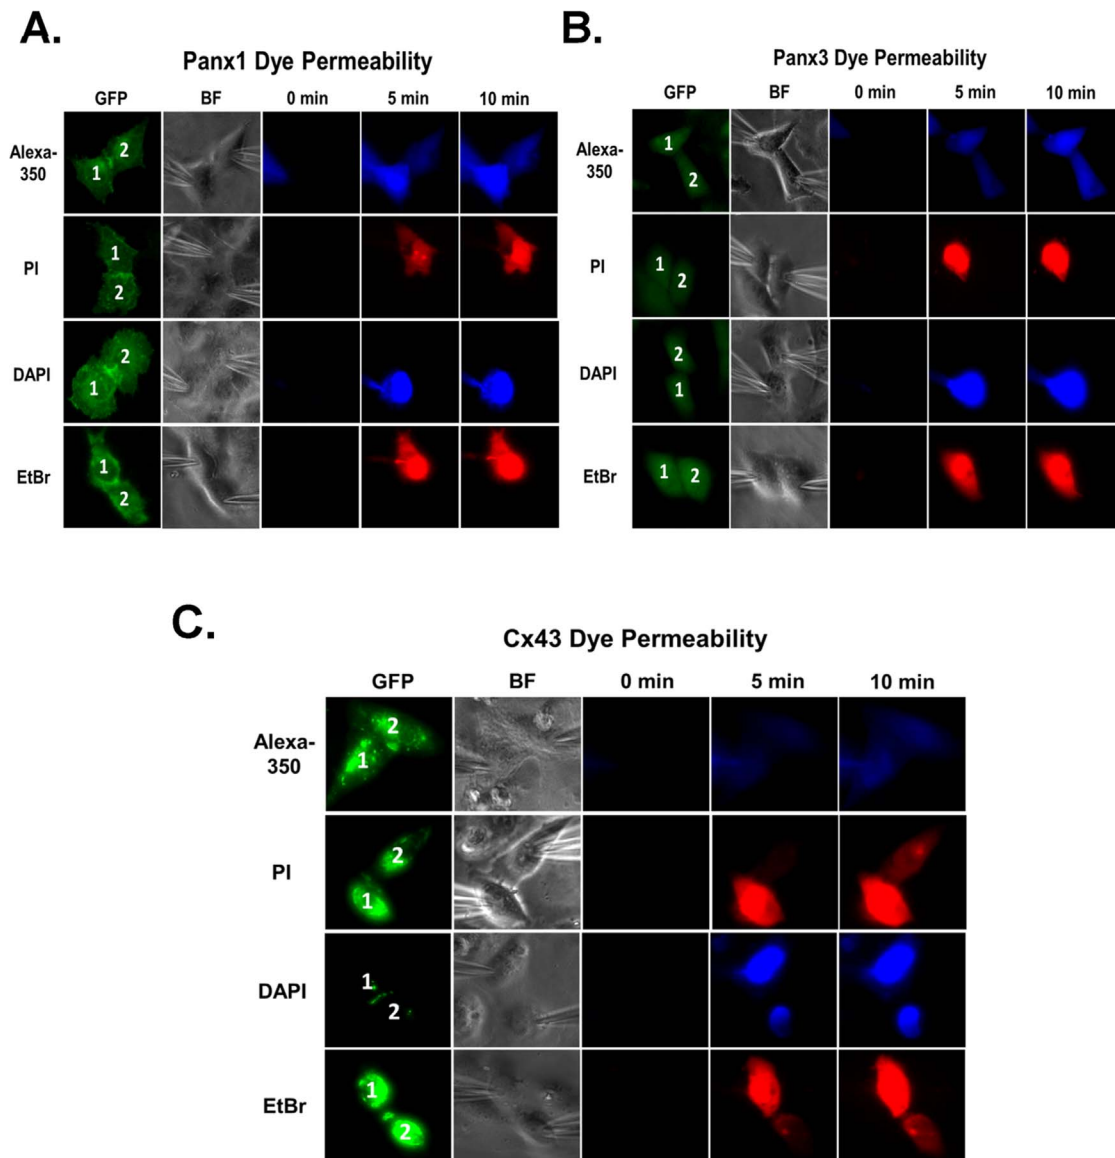 A.
Panx1 Dye Permeability
GFP BF 0 min 5 min 10 min
Alexa-
350
1 2
PI
1 2
DAPI
1 2
EtBr
1 2
B.
Panx3 Dye Permeability
GFP BF 0 min 5 min 10 min
Alexa-
350
1 2
PI
1 2
DAPI
2 1
EtBr
1 2
C.
Cx43 Dye Permeability
GFP BF 0 min 5 min 10 min
Alexa-
350
1 2
PI
1 2
DAPI
1 2
EtBr
1 2